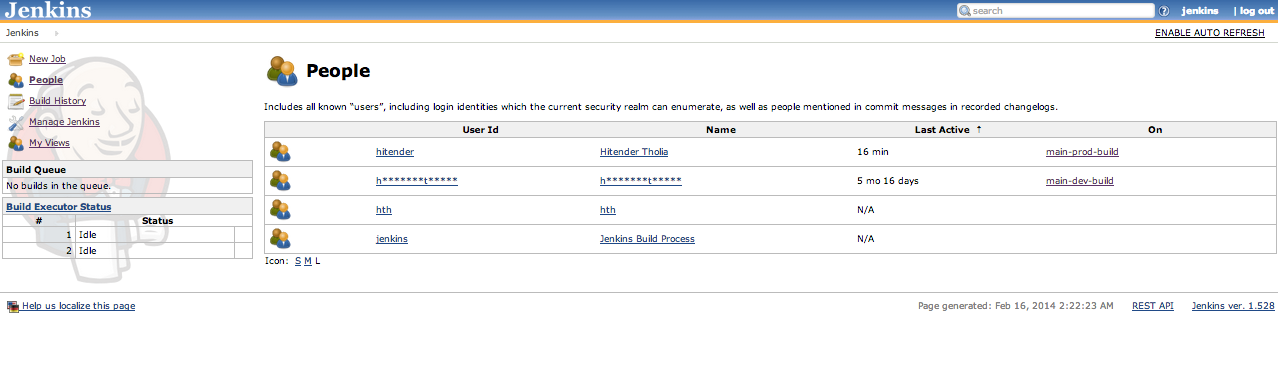 Jenkins
search
jenkins | log out
Jenkins
ENABLE AUTO REFRESH
New Job
People
Build History
Manage Jenkins
My Views
Build Queue
No builds in the queue.
Build Executor Status
# Status
1 Idle
2 Idle
People
Includes all known “users”, including login identities which the current security realm can enumerate, as well as people mentioned in commit messages in recorded changelogs.
User Id Name Last Active ↑ On
hitender Hitender Tholia 16 min main-prod-build
h*******t***** h*******t***** 5 mo 16 days main-dev-build
hth hth N/A
jenkins Jenkins Build Process N/A
Icon: S M L
Help us localize this page
Page generated: Feb 16, 2014 2:22:23 AM REST API Jenkins ver. 1.528